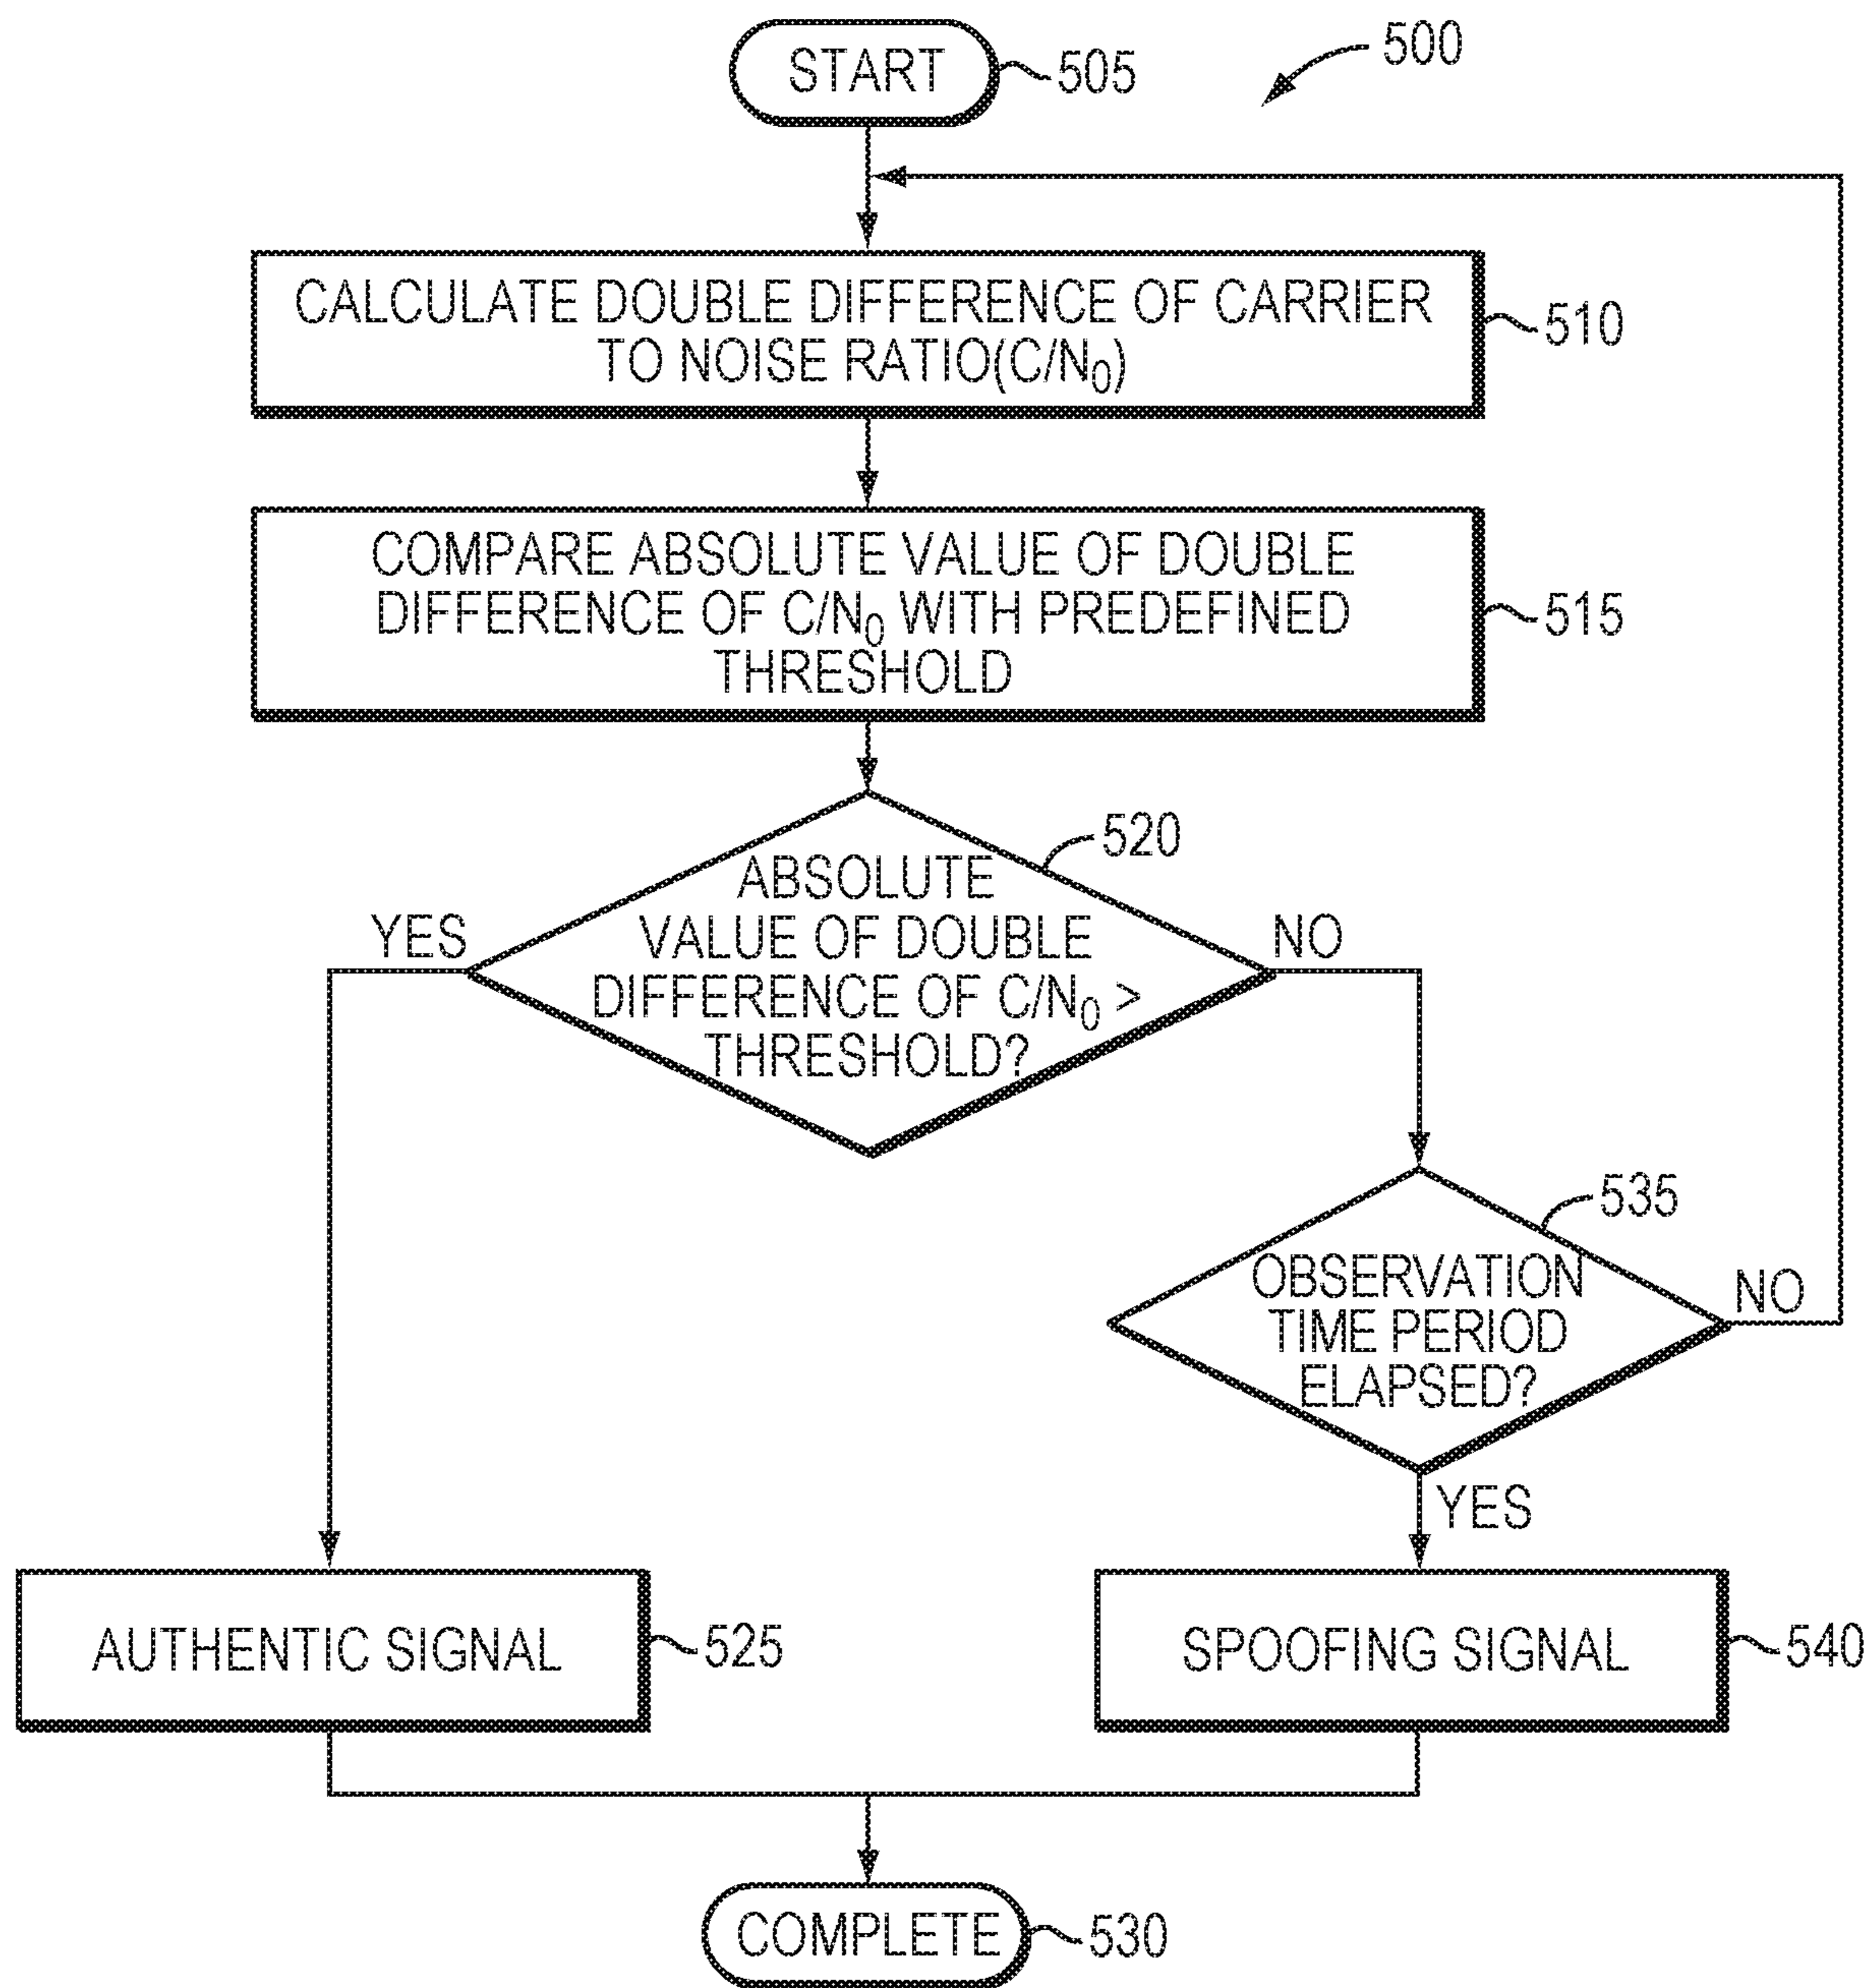 START
505
500
CALCULATE DOUBLE DIFFERENCE OF CARRIER
TO NOISE RATIO(C/N₀)
510
COMPARE ABSOLUTE VALUE OF DOUBLE
DIFFERENCE OF C/N₀ WITH PREDEFINED
THRESHOLD
515
520
ABSOLUTE
VALUE OF DOUBLE
DIFFERENCE OF C/N₀ >
THRESHOLD?
YES
NO
535
OBSERVATION
TIME PERIOD
ELAPSED?
NO
YES
AUTHENTIC SIGNAL
525
SPOOFING SIGNAL
540
COMPLETE
530